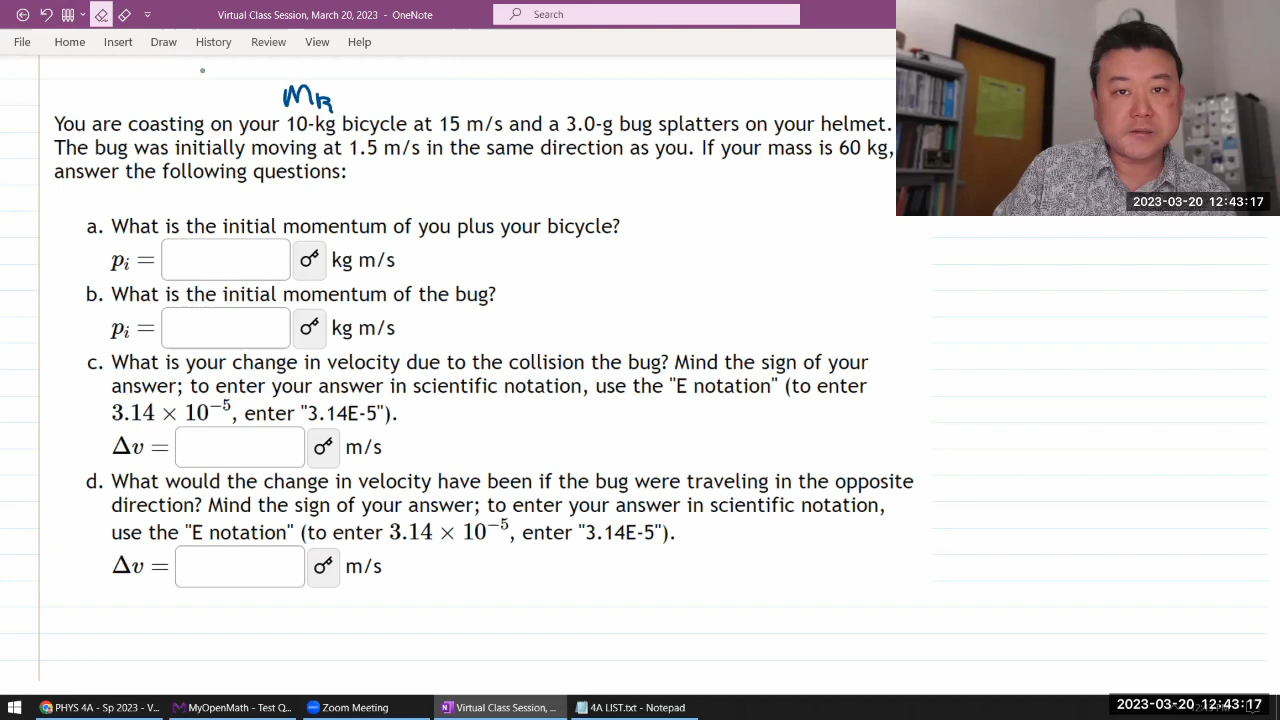 Virtual Class Session, March 20, 2023 - OneNote
Search
File Home Insert Draw History Review View Help
You are coasting on your 10-kg bicycle at 15 m/s and a 3.0-g bug splatters on your helmet.
The bug was initially moving at 1.5 m/s in the same direction as you. If your mass is 60 kg,
answer the following questions:
2023-03-20 12:43:17
a. What is the initial momentum of you plus your bicycle?
pᵢ = kg m/s
b. What is the initial momentum of the bug?
pᵢ = kg m/s
c. What is your change in velocity due to the collision the bug? Mind the sign of your
answer; to enter your answer in scientific notation, use the "E notation" (to enter
3.14 × 10⁻⁵, enter "3.14E-5").
Δv = m/s
d. What would the change in velocity have been if the bug were traveling in the opposite
direction? Mind the sign of your answer; to enter your answer in scientific notation,
use the "E notation" (to enter 3.14 × 10⁻⁵, enter "3.14E-5").
Δv = m/s
PHYS 4A - Sp 2023 - V... MyOpenMath - Test Q... Zoom Meeting Virtual Class Session, ... 4A LIST.txt - Notepad 2023-03-20 12:43:17